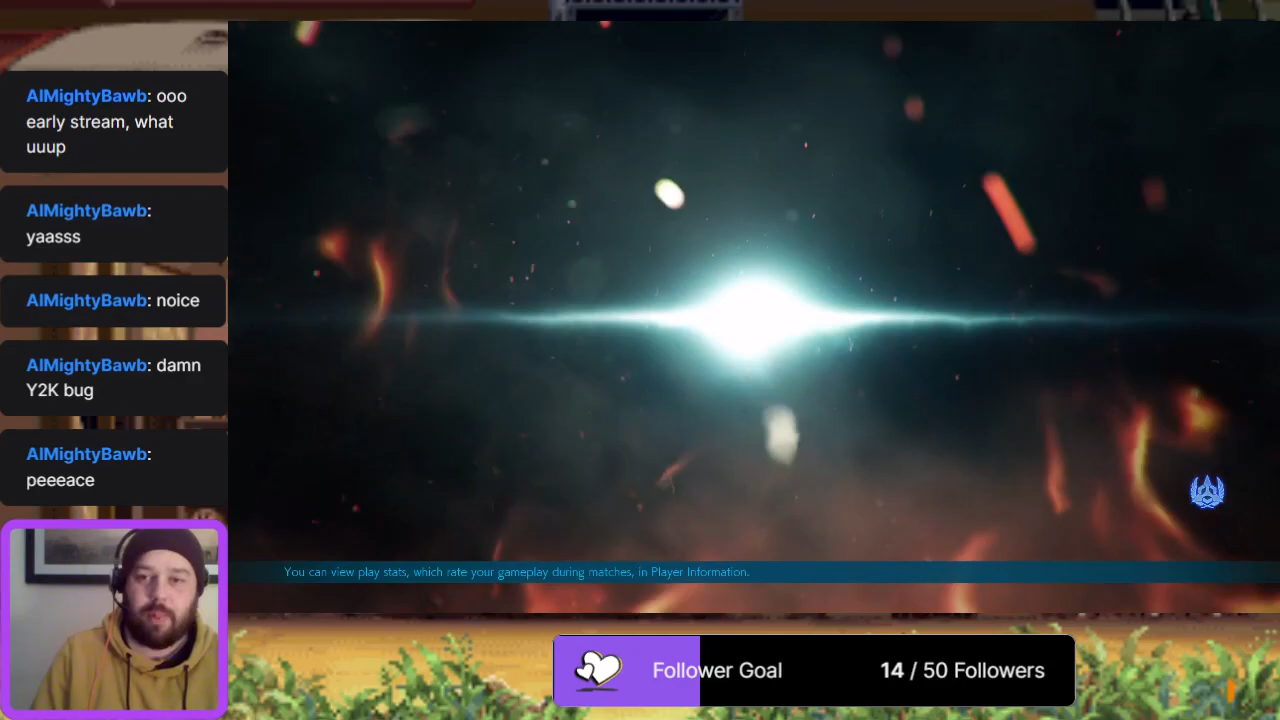 AlMightyBawb: ooo
early stream, what
uuup
AlMightyBawb:
yaasss
AlMightyBawb: noice
AlMightyBawb: damn
Y2K bug
AlMightyBawb:
peeeace
You can view play stats, which rate your gameplay during matches, in Player Information.
Follower Goal 14 / 50 Followers